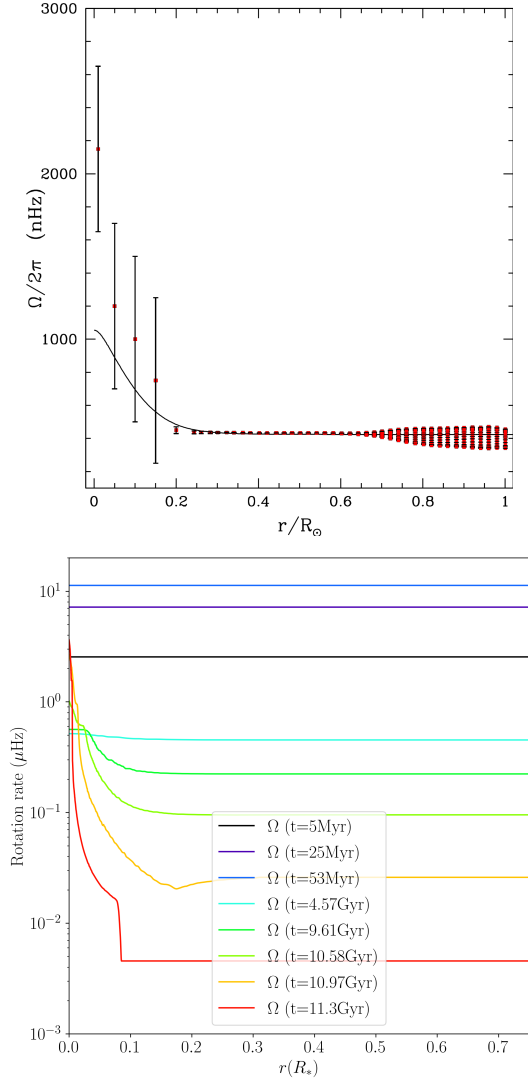 3000
2000
1000
Ω/2π (nHz)
0 0.2 0.4 0.6 0.8 1
r/R⊙
10¹
10⁰
10⁻¹
10⁻²
10⁻³
Rotation rate (μHz)
Ω (t=5Myr)
Ω (t=25Myr)
Ω (t=53Myr)
Ω (t=4.57Gyr)
Ω (t=9.61Gyr)
Ω (t=10.58Gyr)
Ω (t=10.97Gyr)
Ω (t=11.3Gyr)
0.0 0.1 0.2 0.3 0.4 0.5 0.6 0.7
r(R*)